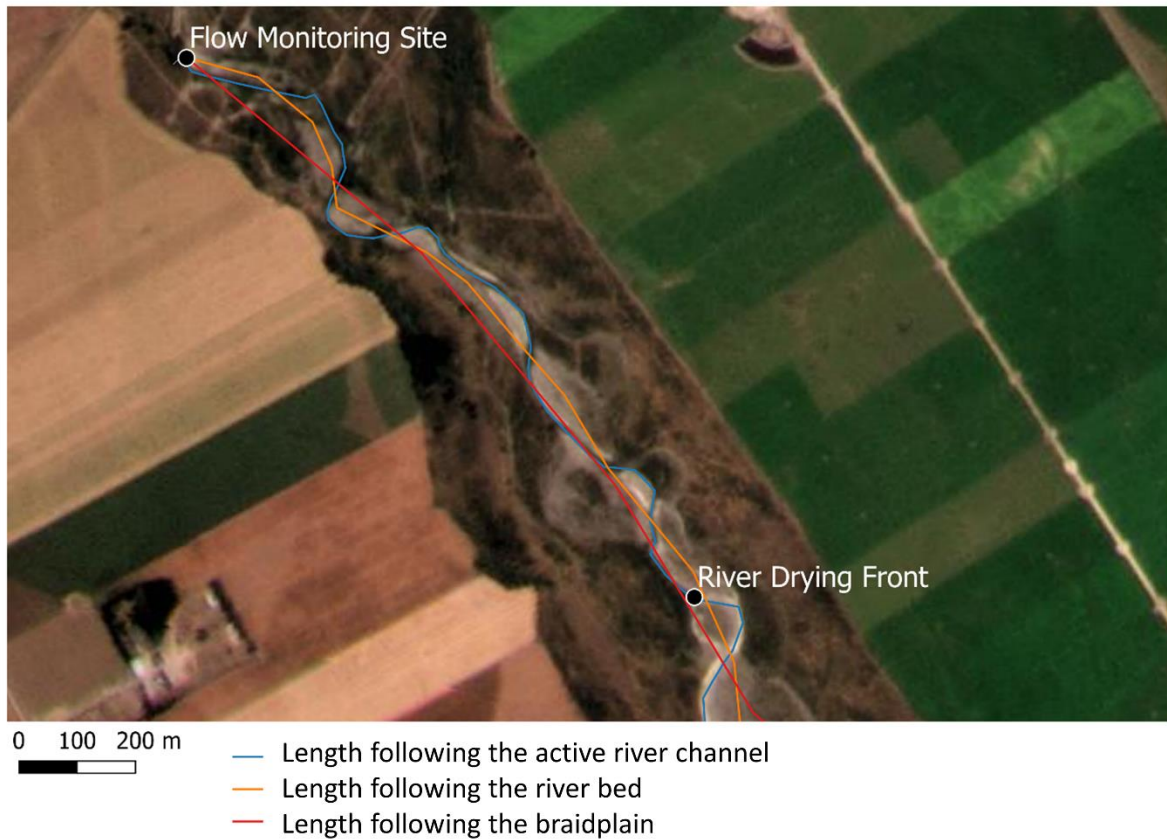 Flow Monitoring Site
River Drying Front
0 100 200 m
Length following the active river channel
Length following the river bed
Length following the braidplain